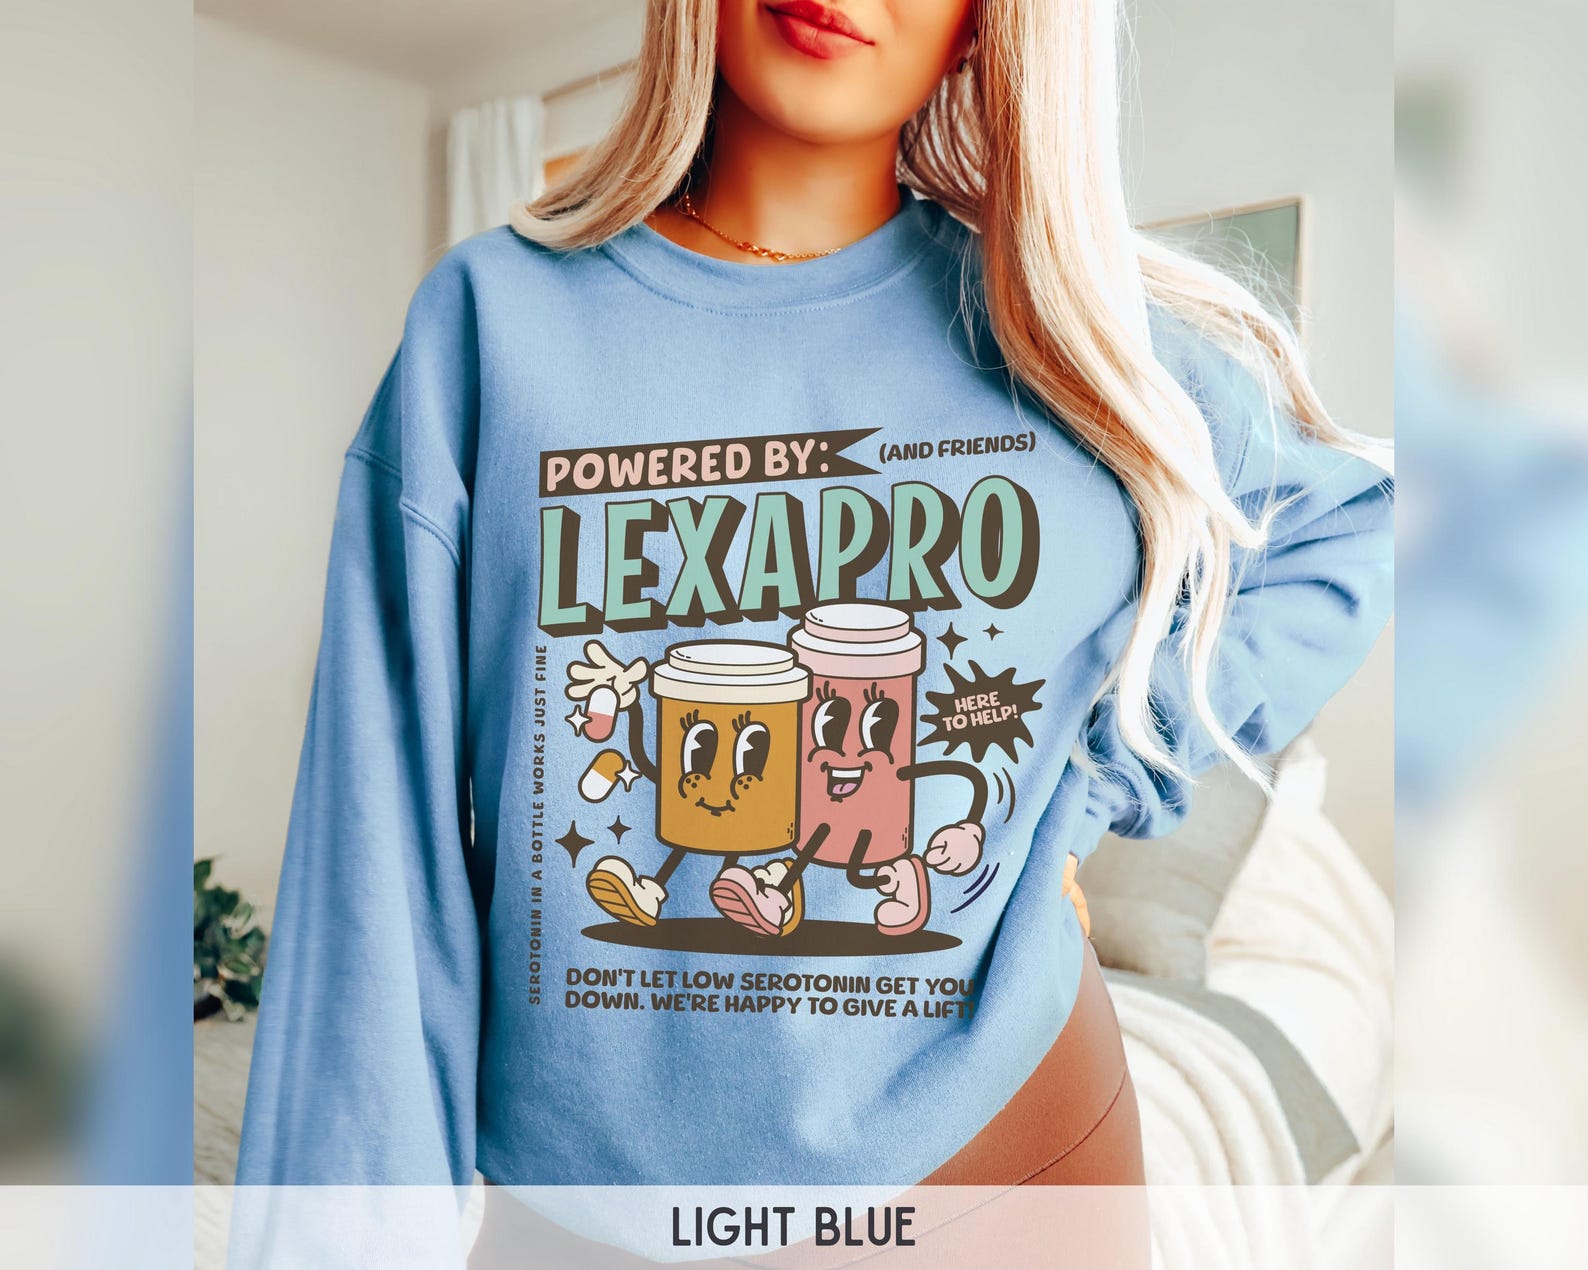 POWERED BY:
(AND FRIENDS)
LEXAPRO
HERE
TO HELP!
SEROTONIN IN A BOTTLE WORKS JUST FINE
DON'T LET LOW SEROTONIN GET YOU
DOWN. WE'RE HAPPY TO GIVE A LIFT!
LIGHT BLUE